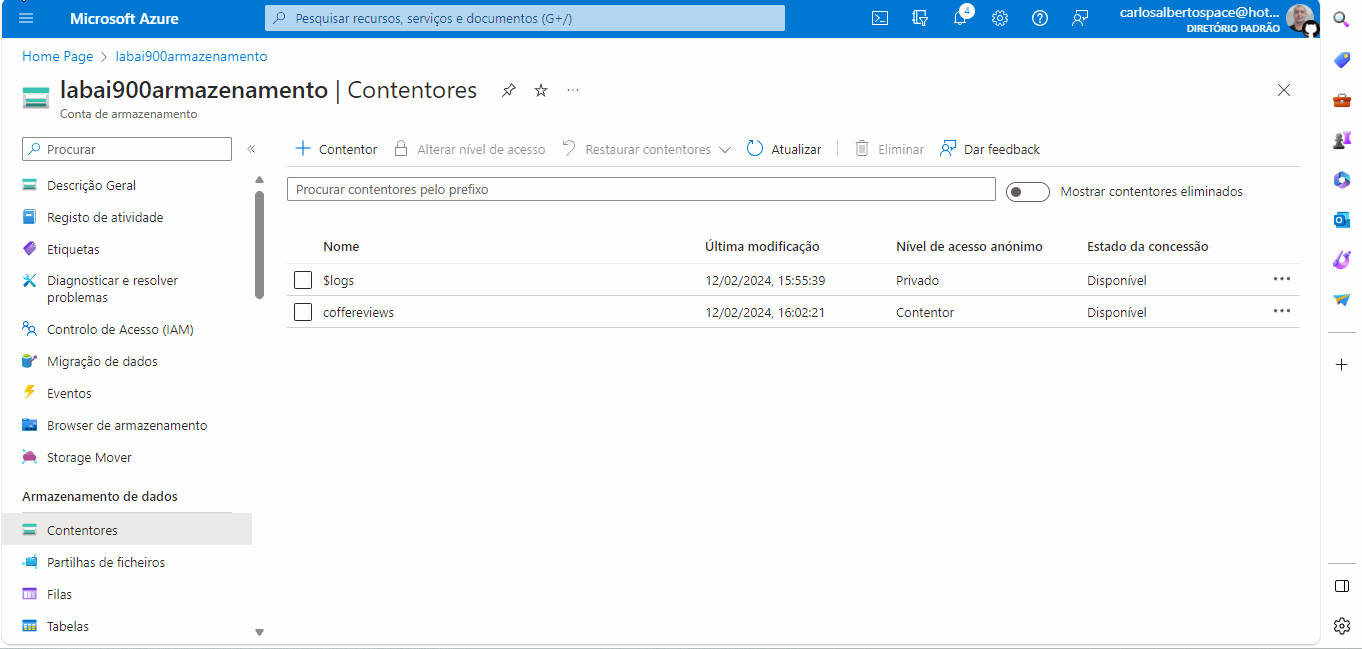 Microsoft Azure
Pesquisar recursos, serviços e documentos (G+/)
4
carlosalbertospace@hot...
DIRETÓRIO PADRÃO
Home Page > labai900armazenamento
labai900armazenamento | Contentores
Conta de armazenamento
Procurar
Contentor
Alterar nível de acesso
Restaurar contentores
Atualizar
Eliminar
Dar feedback
Procurar contentores pelo prefixo
Mostrar contentores eliminados
Descrição Geral
Registo de atividade
Etiquetas
Diagnosticar e resolver
problemas
Controlo de Acesso (IAM)
Migração de dados
Eventos
Browser de armazenamento
Storage Mover
Armazenamento de dados
Contentores
Partilhas de ficheiros
Filas
Tabelas
Nome Última modificação Nível de acesso anónimo Estado da concessão
$logs 12/02/2024, 15:55:39 Privado Disponível
coffereviews 12/02/2024, 16:02:21 Contentor Disponível